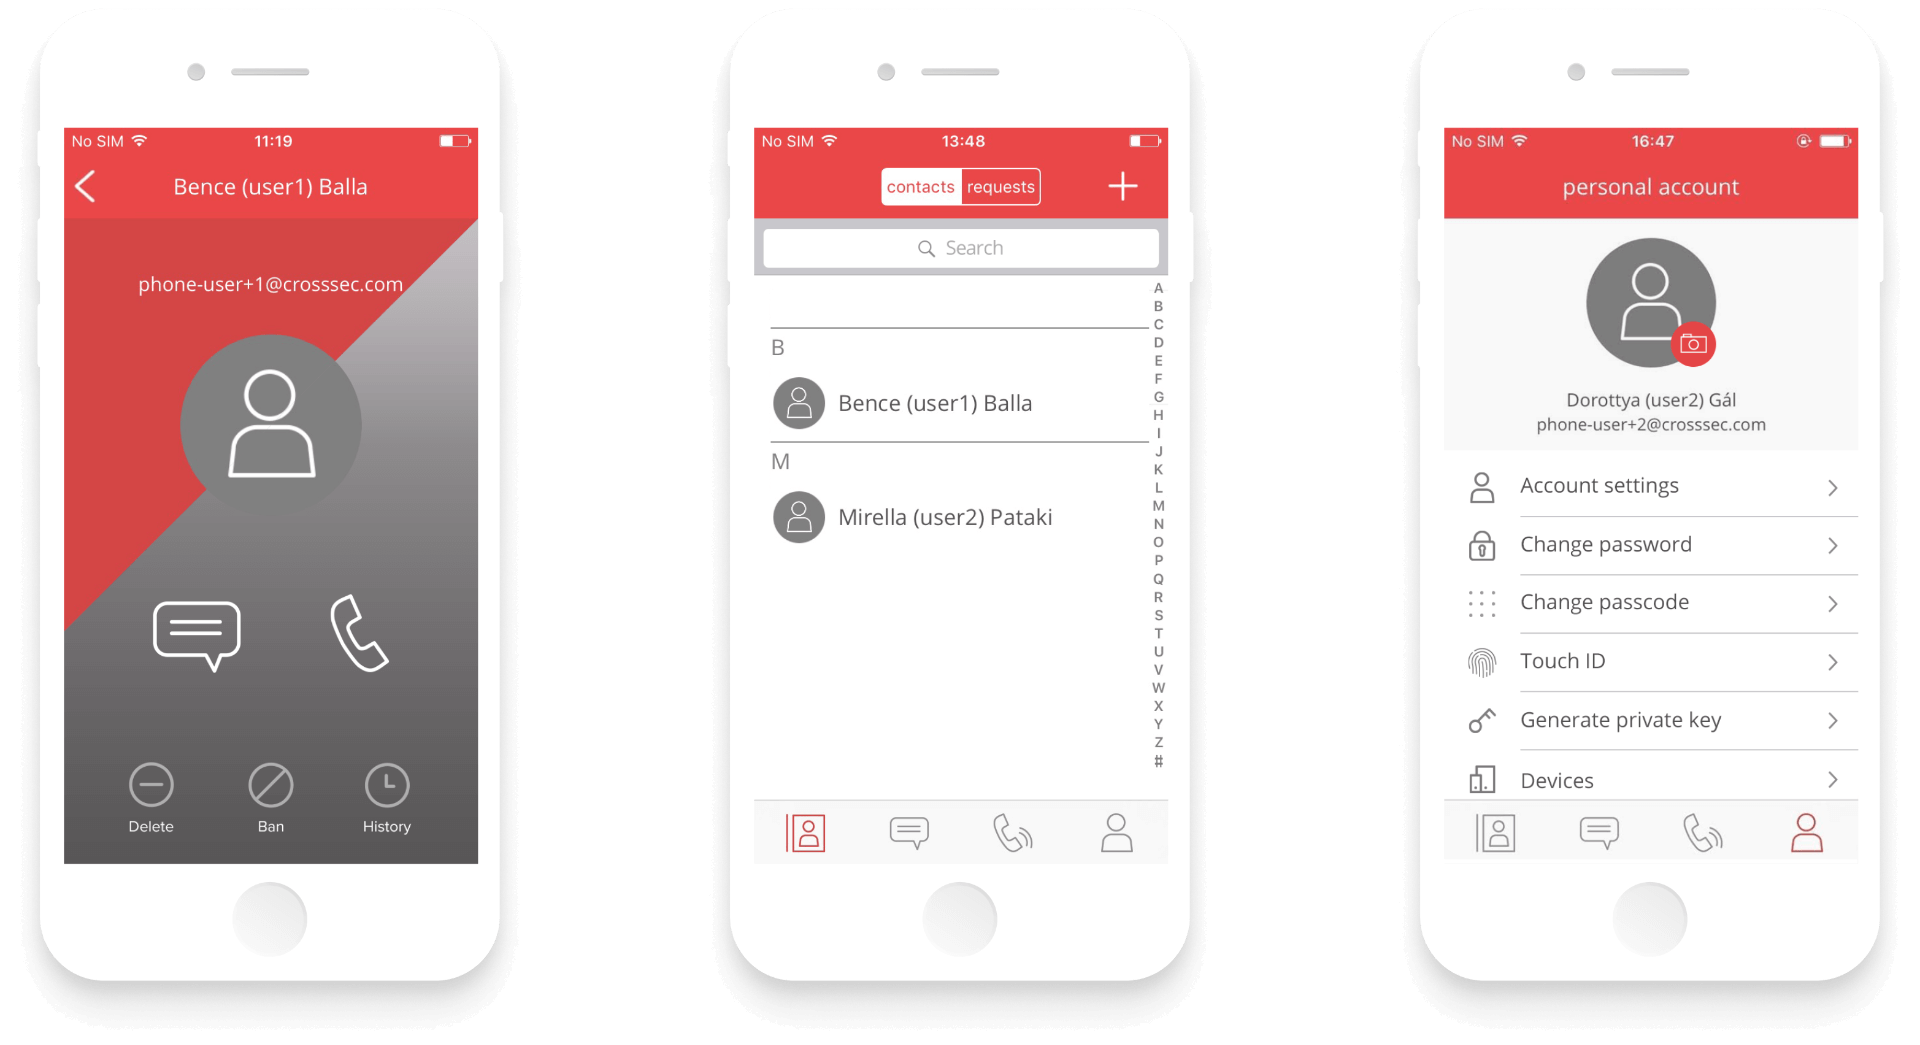 No SIM 11:19
Bence (user1) Balla
phone-user+1@crosssec.com
Delete Ban History
No SIM 13:48
contacts requests
Search
A
B
C
D
E
F
G
H
I
J
K
L
M
N
O
P
Q
R
S
T
U
V
W
X
Y
Z
#
B
Bence (user1) Balla
M
Mirella (user2) Pataki
No SIM 16:47
personal account
Dorottya (user2) Gál
phone-user+2@crosssec.com
Account settings
Change password
Change passcode
Touch ID
Generate private key
Devices